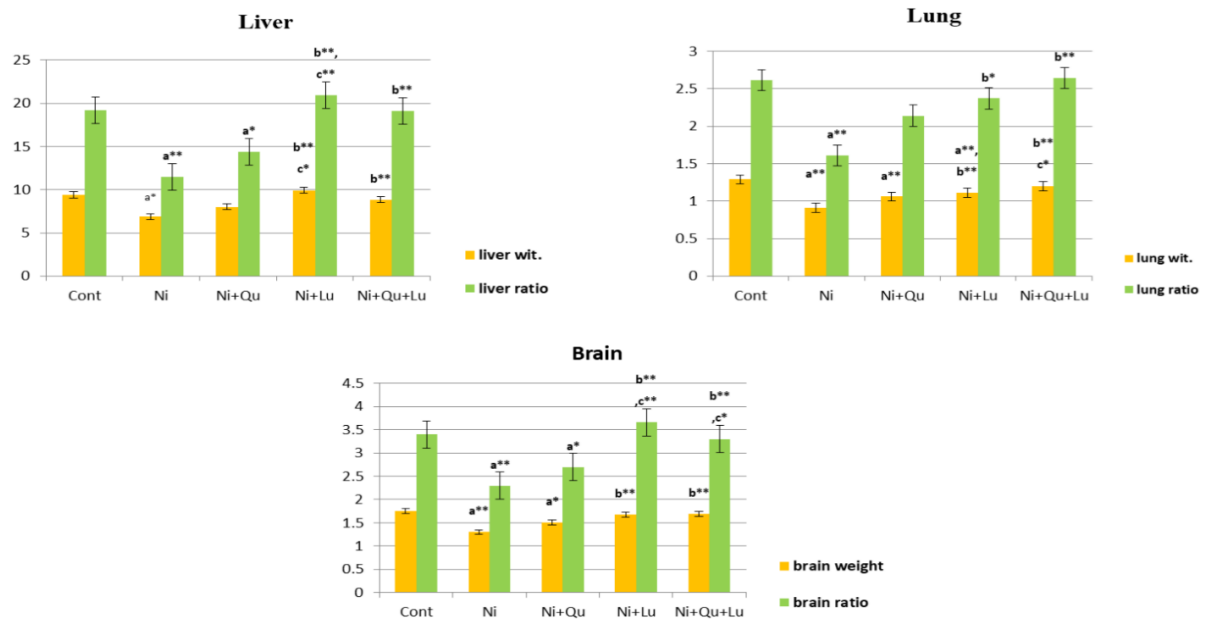 Liver
25
20
15
10
5
0
a*
a**
a*
b**
c*
b**,
c**
b**
b**
Cont
Ni
Ni+Qu
Ni+Lu
Ni+Qu+Lu
liver wit.
liver ratio
Lung
3
2.5
2
1.5
1
0.5
0
a**
a**
a**
a**,
b**
b*
b**
c*
b**
Cont
Ni
Ni+Qu
Ni+Lu
Ni+Qu+Lu
lung wit.
lung ratio
Brain
4.5
4
3.5
3
2.5
2
1.5
1
0.5
0
a**
a**
a*
a*
b**
b**
,c**
b**
b**
,c*
Cont
Ni
Ni+Qu
Ni+Lu
Ni+Qu+Lu
brain weight
brain ratio